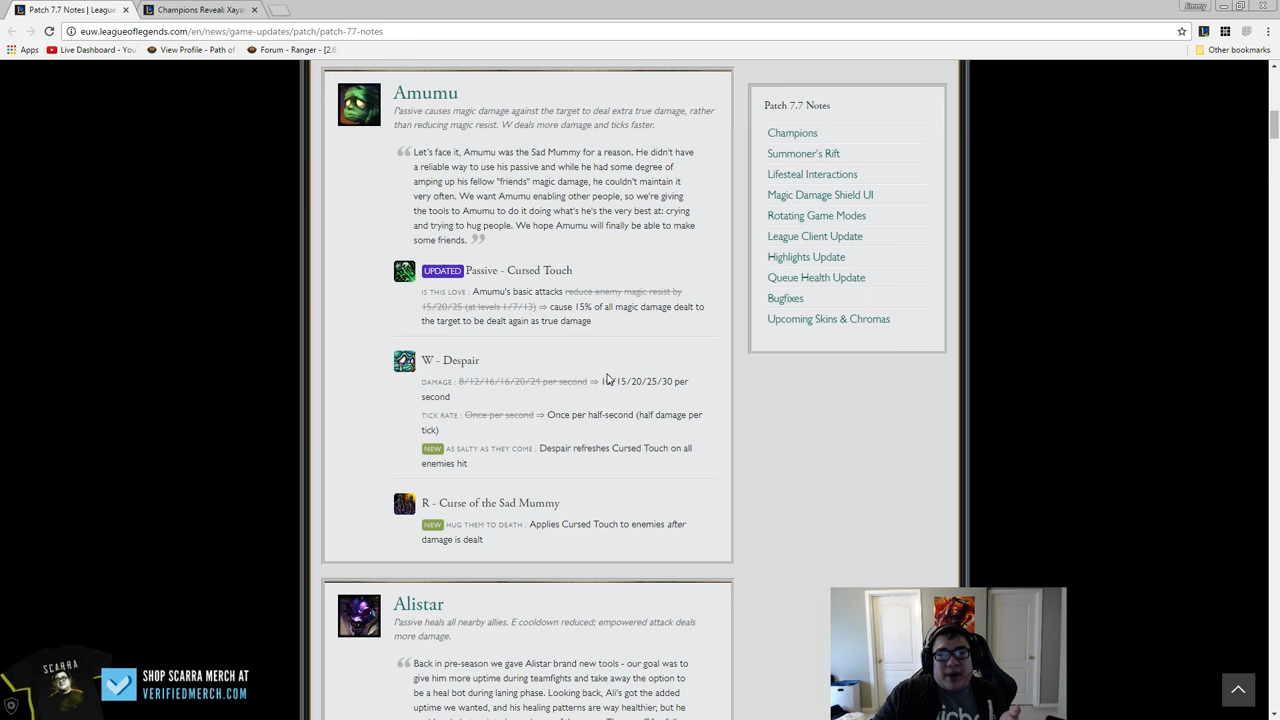 Patch 7.7 Notes | League
Champions Reveal: Xaya
Jimmy
euw.leagueoflegends.com/en/news/game-updates/patch/patch-77-notes
Apps
Live Dashboard - You
View Profile - Path of
Forum - Ranger - [2.6
Other bookmarks
Amumu
Passive causes magic damage against the target to deal extra true damage, rather
than reducing magic resist. W deals more damage and ticks faster.
Let's face it, Amumu was the Sad Mummy for a reason. He didn't have
a reliable way to use his passive and while he had some degree of
amping up his fellow "friends" magic damage, he couldn't maintain it
very often. We want Amumu enabling other people, so we're giving
the tools to Amumu to do it doing what's he's the very best at: crying
and trying to hug people. We hope Amumu will finally be able to make
some friends.
UPDATED Passive - Cursed Touch
IS THIS LOVE : Amumu's basic attacks reduce enemy magic resist by
15/20/25 (at levels 1/7/13) ⇒ cause 15% of all magic damage dealt to
the target to be dealt again as true damage
W - Despair
DAMAGE : 8/12/16/16/20/24 per second ⇒ 10/15/20/25/30 per
second
TICK RATE : Once per second ⇒ Once per half-second (half damage per
tick)
NEW AS SALTY AS THEY COME : Despair refreshes Cursed Touch on all
enemies hit
R - Curse of the Sad Mummy
NEW HUG THEM TO DEATH : Applies Cursed Touch to enemies after
damage is dealt
Alistar
Passive heals all nearby allies. E cooldown reduced; empowered attack deals
more damage.
Back in pre-season we gave Alistar brand new tools - our goal was to
give him more uptime during teamfights and take away the option
to be a heal bot during laning phase. Looking back, Ali's got the added
uptime we wanted, and his healing patterns are way healthier, but he
Patch 7.7 Notes
Champions
Summoner's Rift
Lifesteal Interactions
Magic Damage Shield UI
Rotating Game Modes
League Client Update
Highlights Update
Queue Health Update
Bugfixes
Upcoming Skins & Chromas
SCARRA
SHOP SCARRA MERCH AT
VERIFIEDMERCH.COM